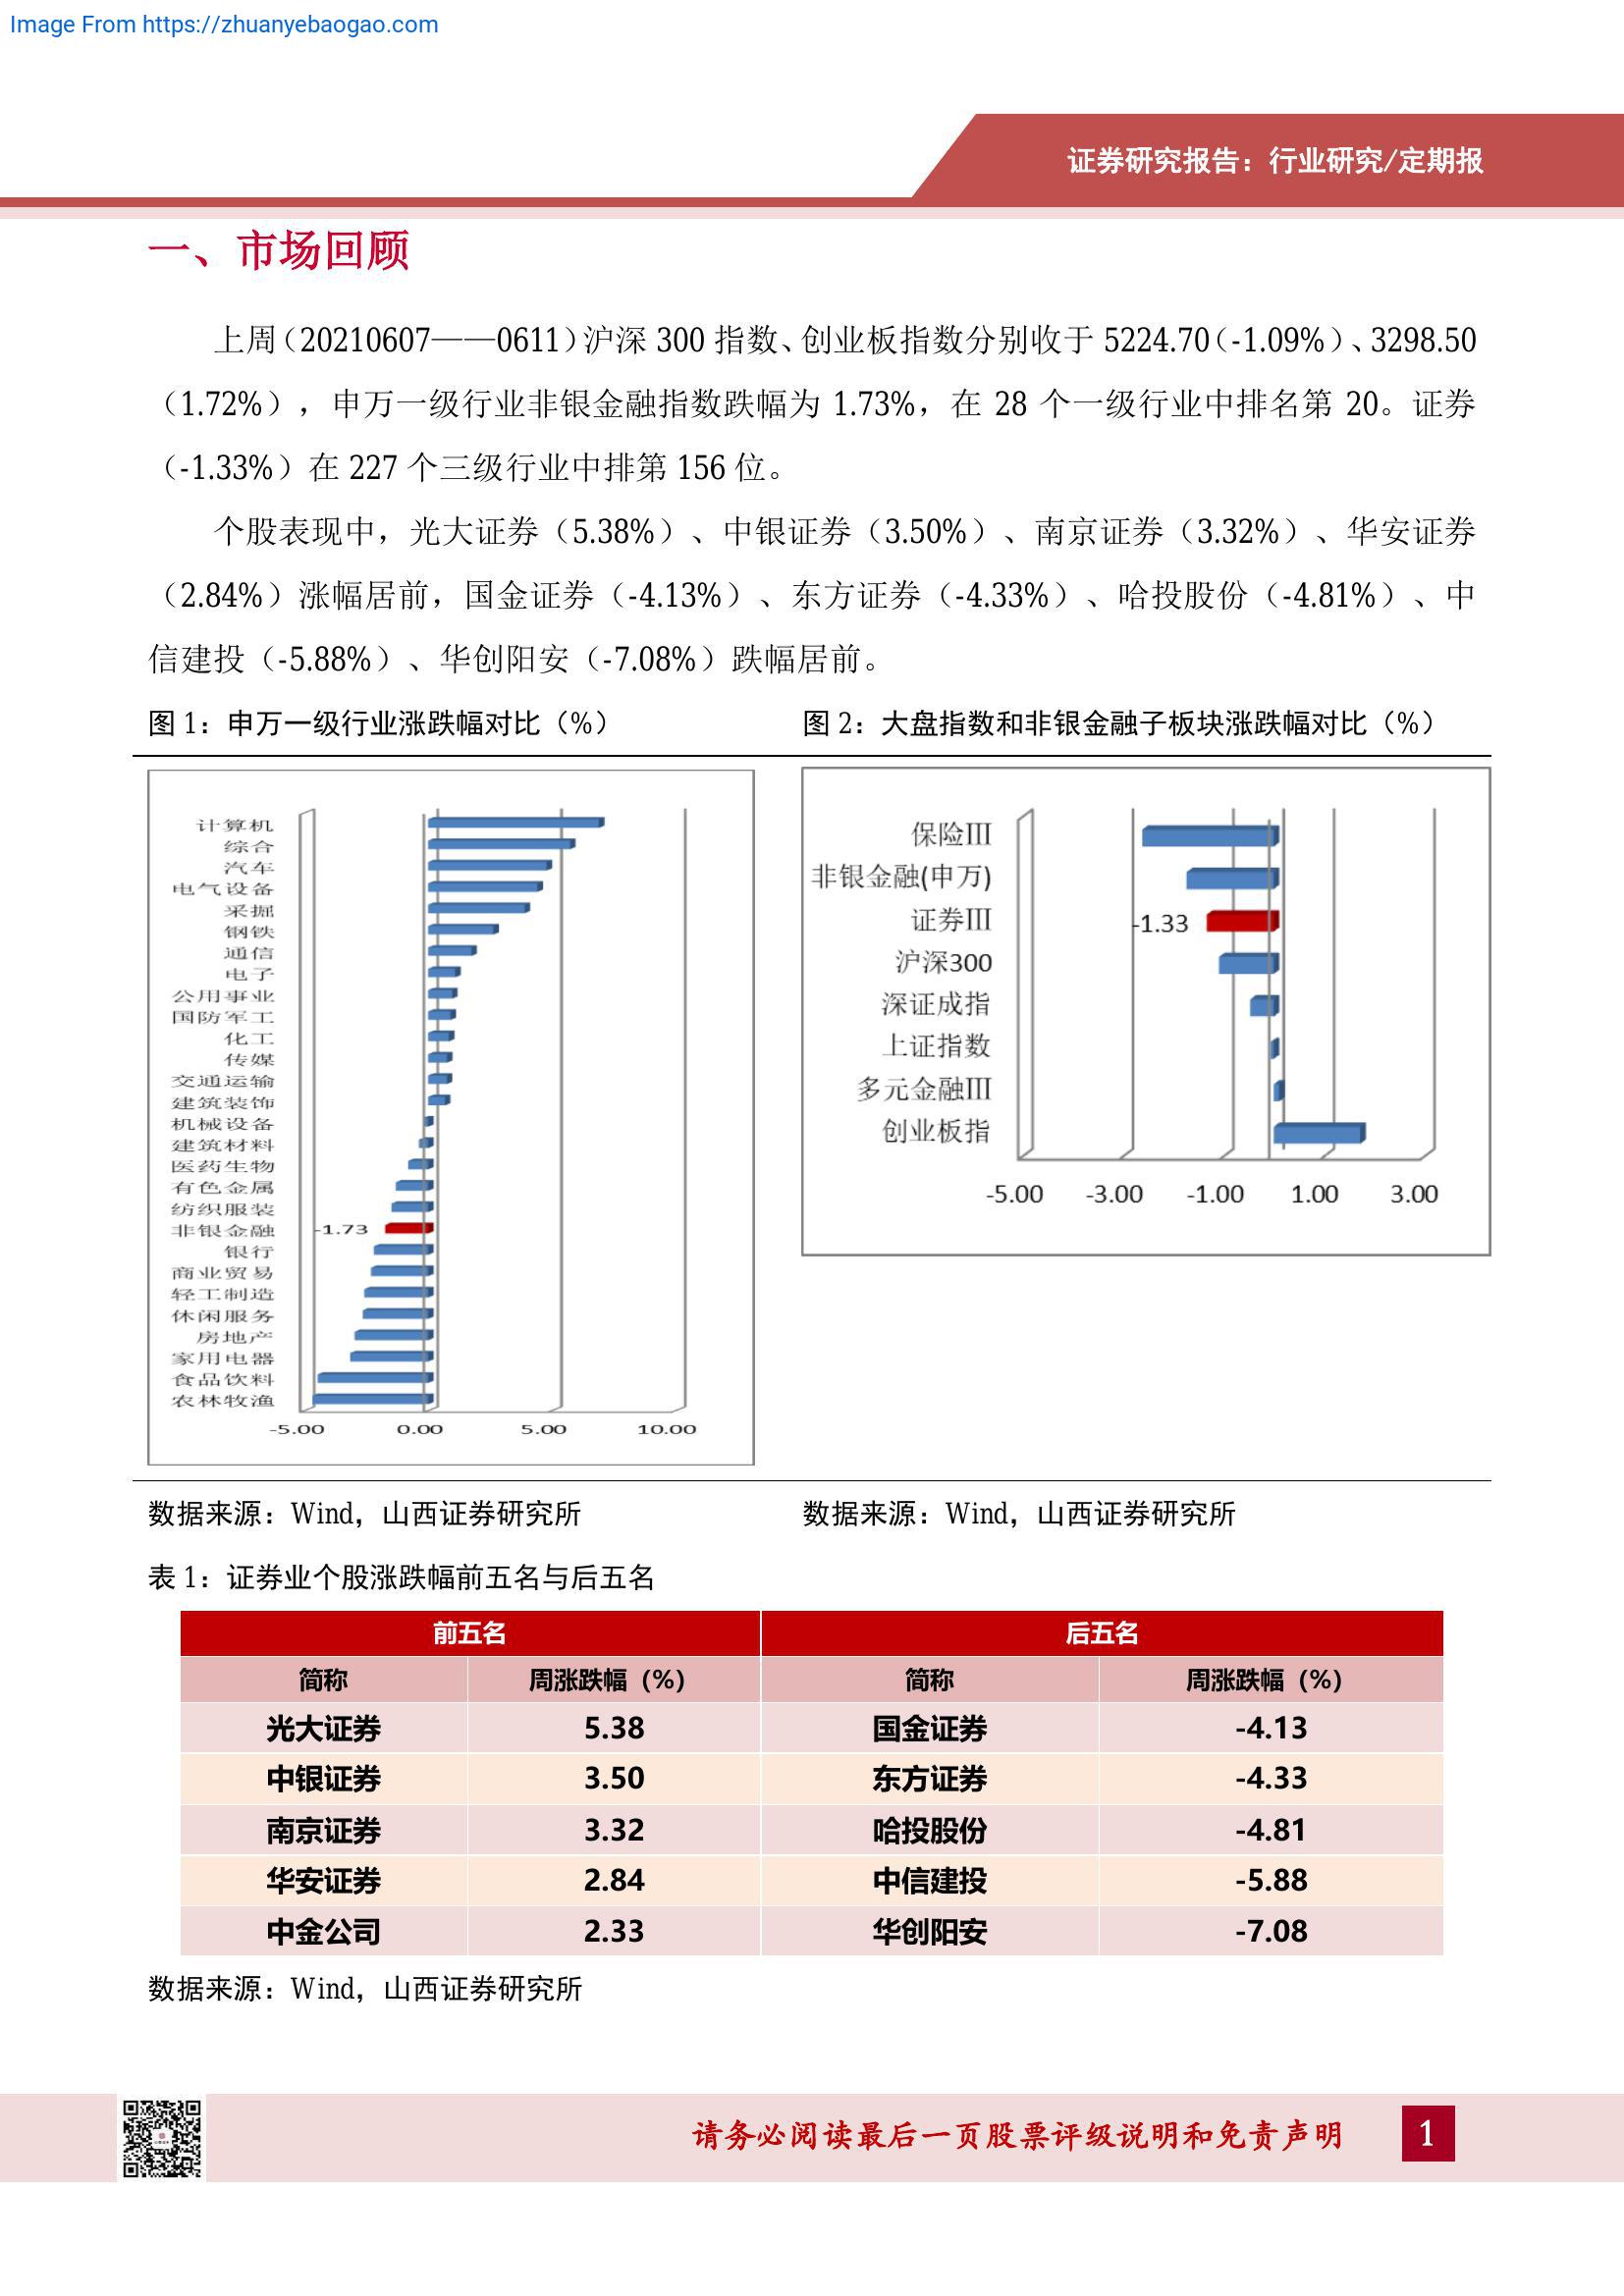 Image From https://zhuanyebaogao.com
证券研究报告：行业研究/定期报
一、市场回顾
上周（20210607——0611）沪深 300 指数、创业板指数分别收于 5224.70（-1.09%）、3298.50
（1.72%），申万一级行业非银金融指数跌幅为 1.73%，在 28 个一级行业中排名第 20。证券
（-1.33%）在 227 个三级行业中排第 156 位。
个股表现中，光大证券（5.38%）、中银证券（3.50%）、南京证券（3.32%）、华安证券
（2.84%）涨幅居前，国金证券（-4.13%）、东方证券（-4.33%）、哈投股份（-4.81%）、中
信建投（-5.88%）、华创阳安（-7.08%）跌幅居前。
图 1：申万一级行业涨跌幅对比（%）
计算机
综合
汽车
电气设备
采掘
钢铁
通信
电子
公用事业
国防军工
化工
传媒
交通运输
建筑装饰
机械设备
建筑材料
医药生物
有色金属
纺织服装
非银金融 -1.73
银行
商业贸易
轻工制造
休闲服务
房地产
家用电器
食品饮料
农林牧渔
-5.00 0.00 5.00 10.00
数据来源：Wind，山西证券研究所
图 2：大盘指数和非银金融子板块涨跌幅对比（%）
保险III
非银金融(申万)
证券III -1.33
沪深300
深证成指
上证指数
多元金融III
创业板指
-5.00 -3.00 -1.00 1.00 3.00
数据来源：Wind，山西证券研究所
表 1：证券业个股涨跌幅前五名与后五名
前五名 后五名
简称 周涨跌幅（%） 简称 周涨跌幅（%）
光大证券 5.38 国金证券 -4.13
中银证券 3.50 东方证券 -4.33
南京证券 3.32 哈投股份 -4.81
华安证券 2.84 中信建投 -5.88
中金公司 2.33 华创阳安 -7.08
数据来源：Wind，山西证券研究所
请务必阅读最后一页股票评级说明和免责声明 1